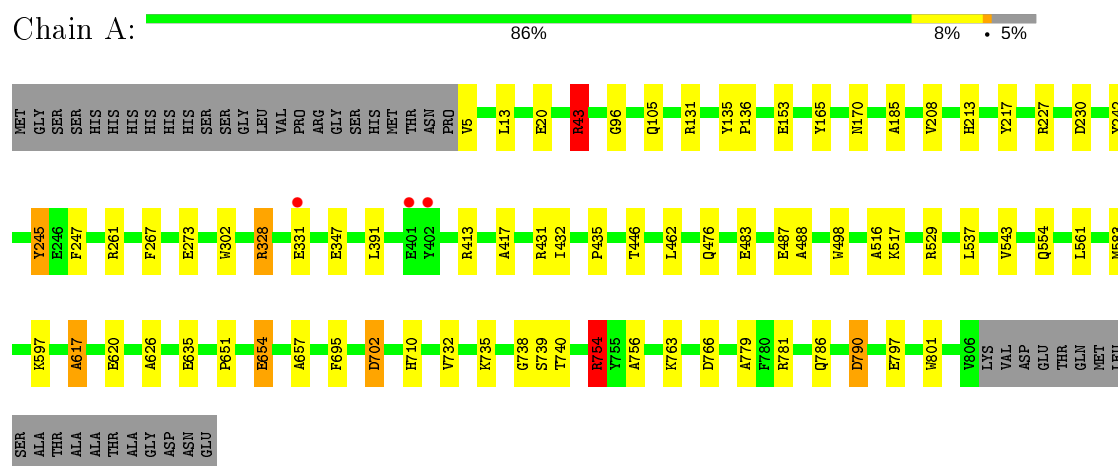 Chain A:
86% 8% • 5%
MET GLY SER SER HIS HIS HIS HIS HIS HIS SER SER GLY LEU VAL PRO ARG GLY SER HIS MET THR ASN PRO V5 L13 E20 R43 G96 Q105 R131 Y135 P136 E153 Y165 N170 A185 V208 H213 Y217 R227 D230 Y242
Y245 E246 F247 R261 F267 E273 W302 R328 E331 E347 L391 E401 Y402 R413 A417 R431 I432 P435 T446 L462 Q476 E483 E487 A488 W498 A516 K517 R529 L537 V543 Q554 L561 M583
K597 A617 E620 A626 E635 P651 E654 A657 F695 D702 H710 V732 K735 G738 S739 T740 R754 Y755 A756 K763 D766 A779 F780 R781 Q786 D790 E797 W801 V806 LYS VAL ASP GLU THR GLN MET LEU
SER ALA THR ALA ALA THR ALA GLY ASP ASN GLU